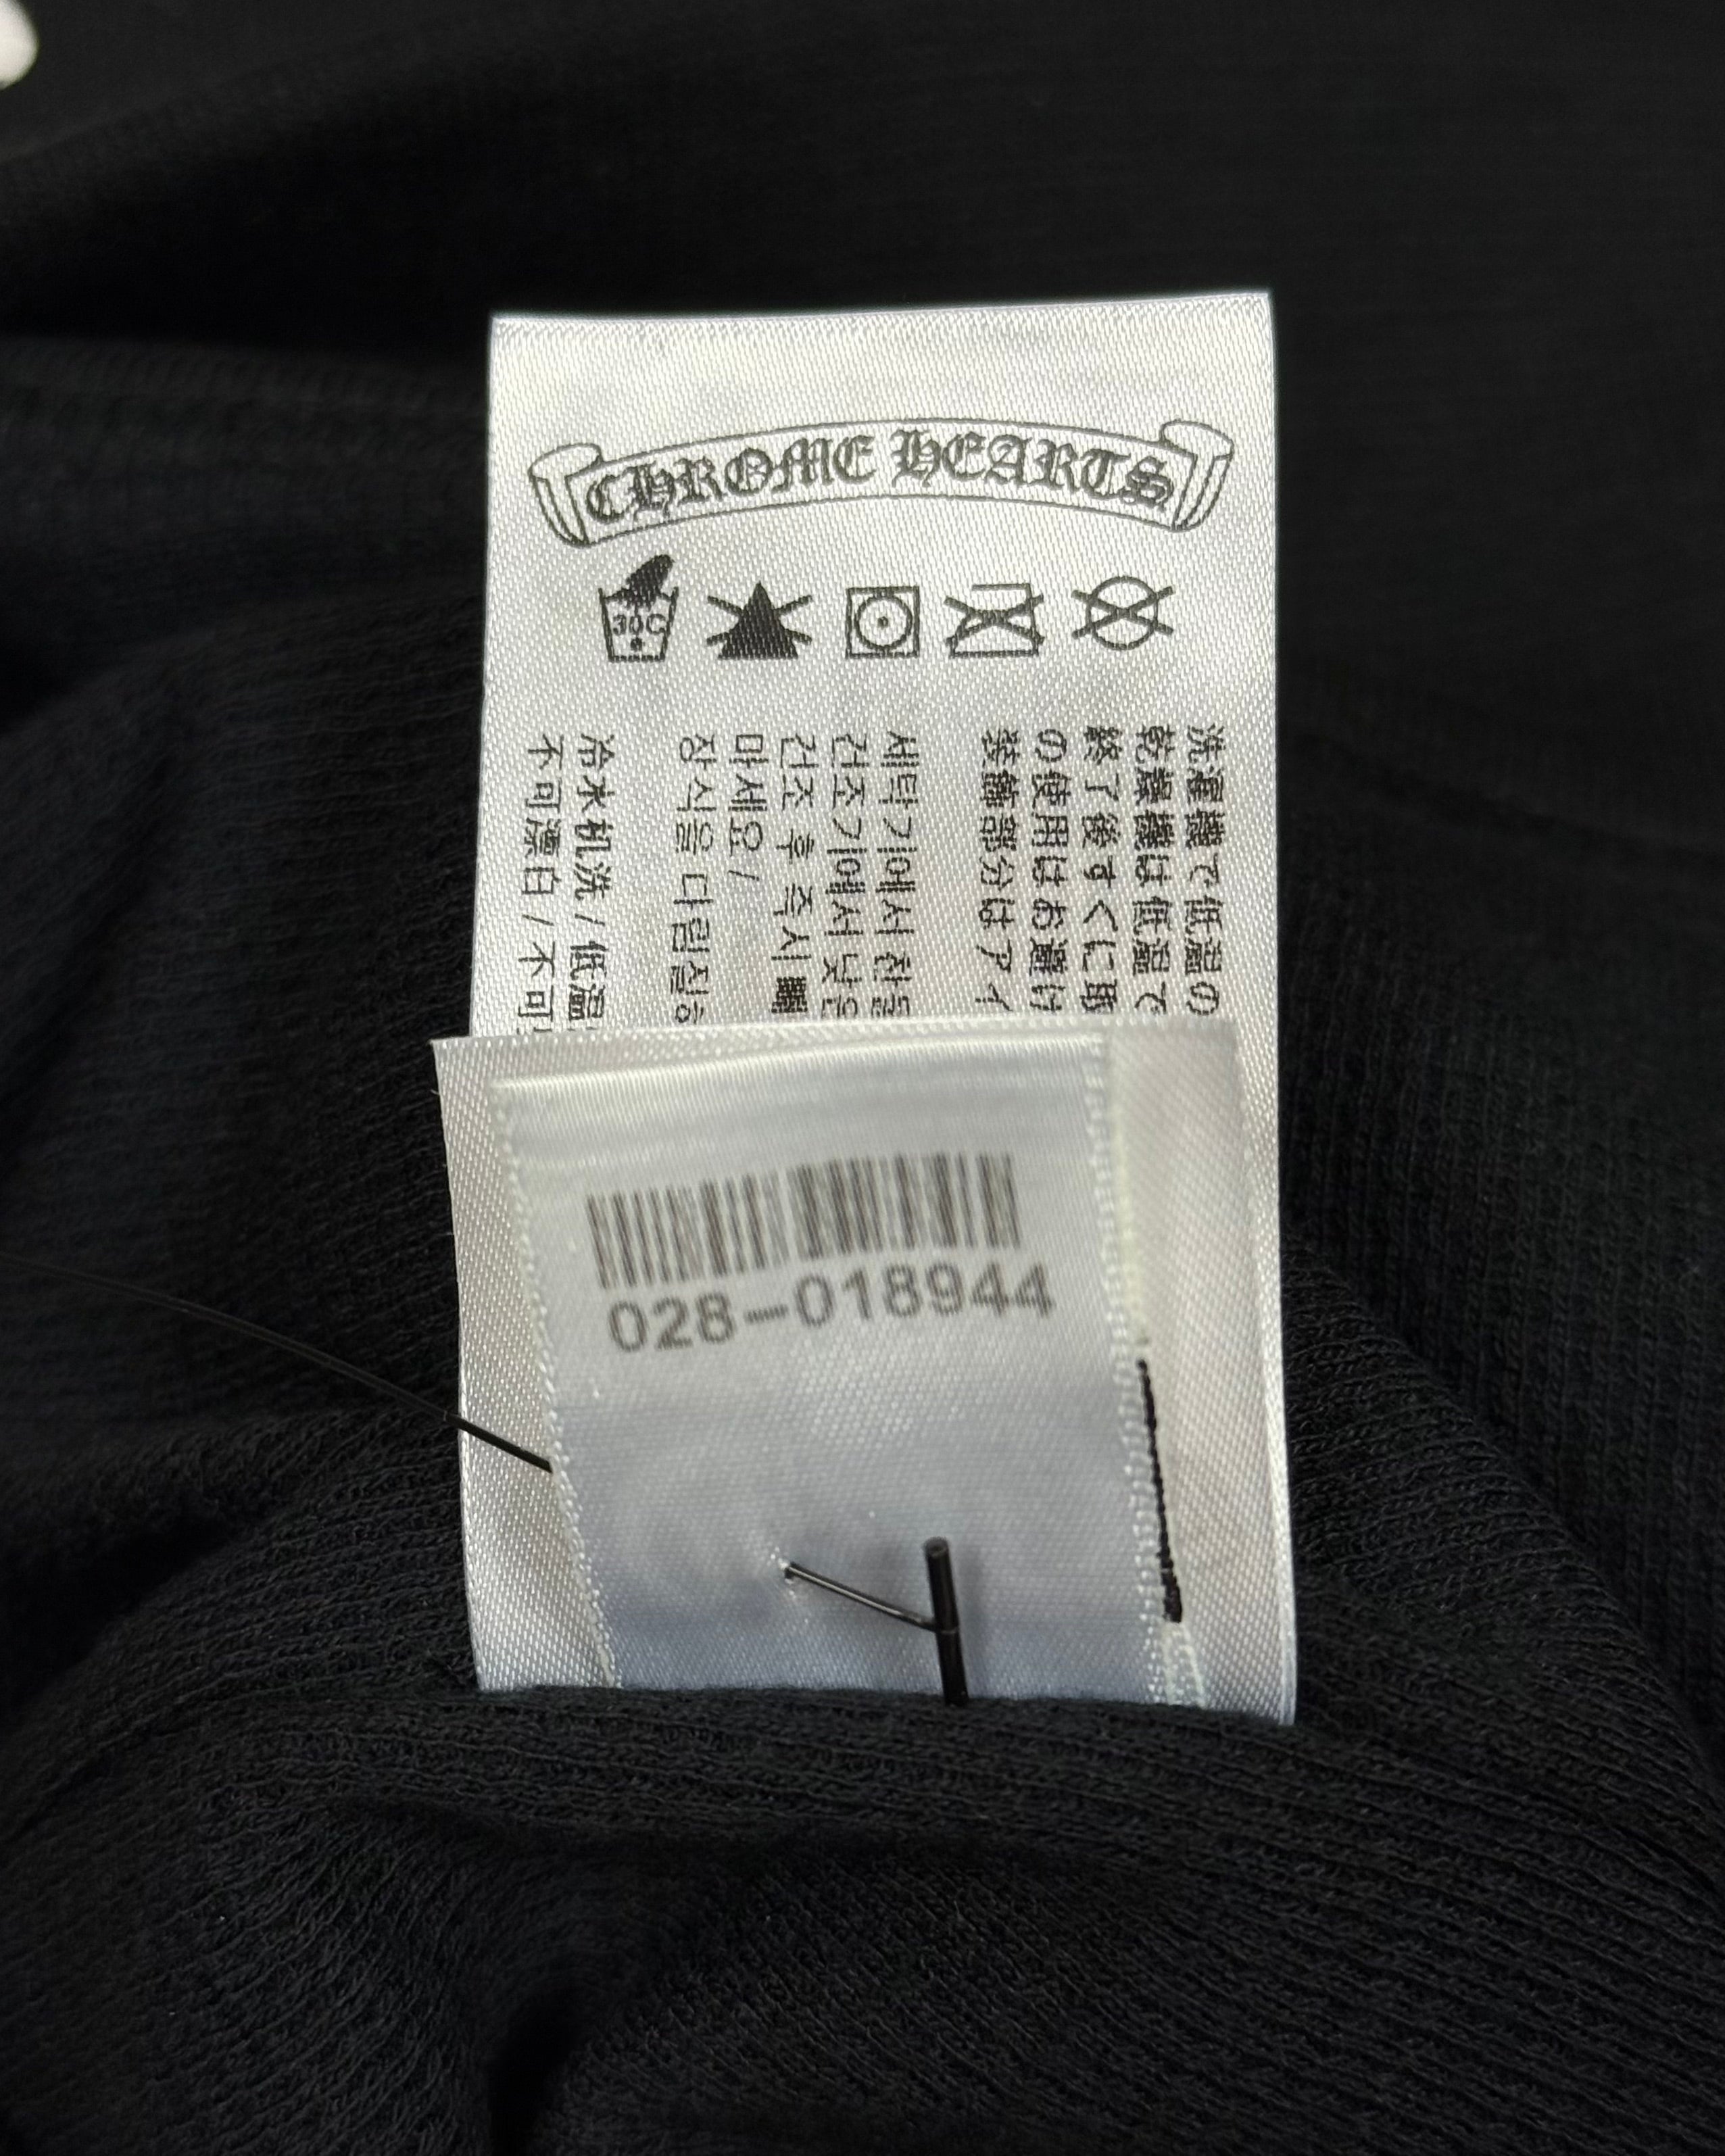 CHROME HEARTS
30C
洗濯機で低温の
乾燥機は低温で
終了後すぐに取
の使用はお避け
装飾部分はアイ
세탁기에서 찬물
건조기에서 낮은
건조 후 즉시
마세요 /
장식을 다림질
冷水机洗 / 低温
不可漂白 / 不可
028-018944